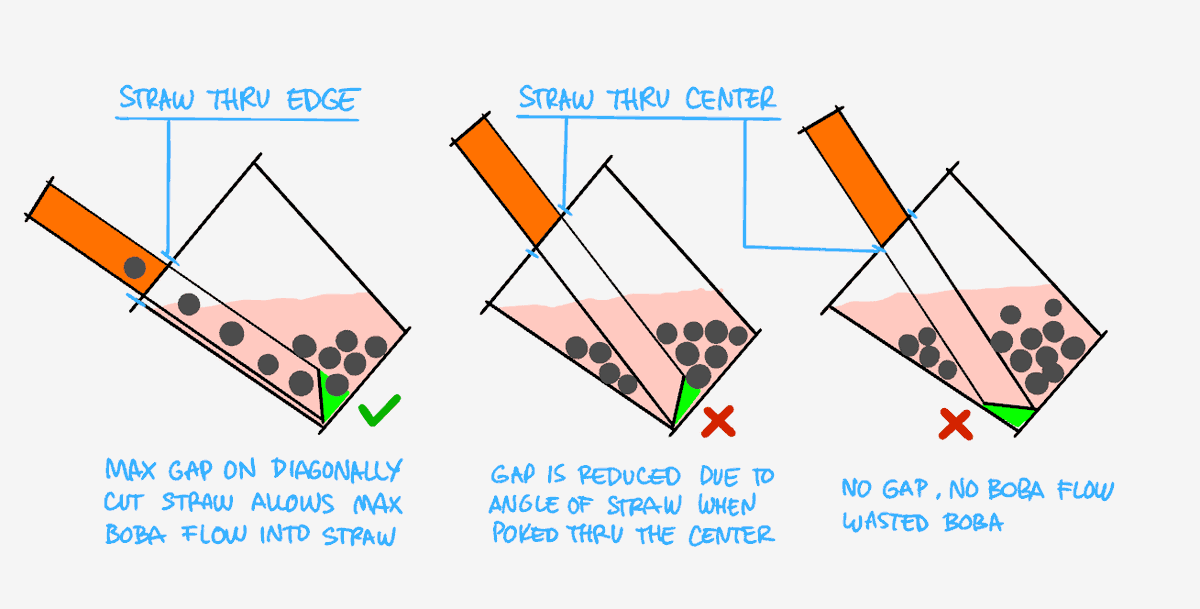 STRAW THRU EDGE
STRAW THRU CENTER
MAX GAP ON DIAGONALLY
CUT STRAW ALLOWS MAX
BOBA FLOW INTO STRAW
GAP IS REDUCED DUE TO
ANGLE OF STRAW WHEN
POKED THRU THE CENTER
NO GAP, NO BOBA FLOW
WASTED BOBA